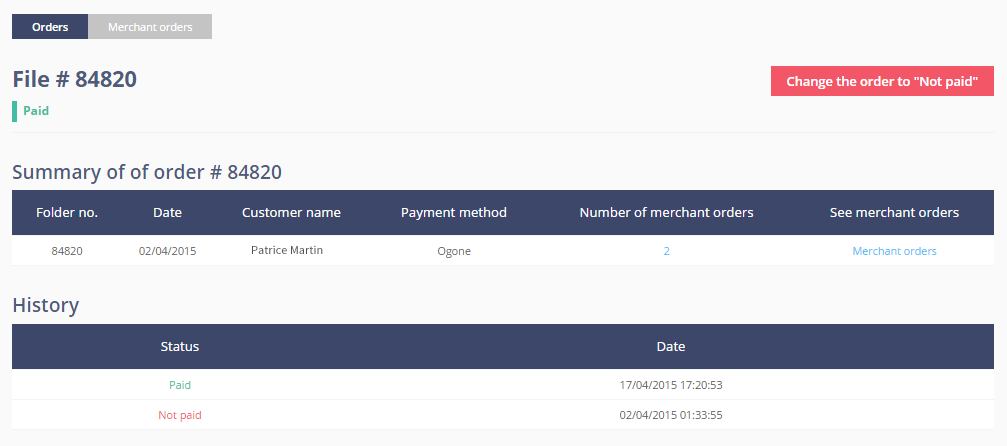 Orders Merchant orders
File # 84820 Change the order to "Not paid"
Paid
Summary of of order # 84820
Folder no. Date Customer name Payment method Number of merchant orders See merchant orders
84820 02/04/2015 Patrice Martin Ogone 2 Merchant orders
History
Status Date
Paid 17/04/2015 17:20:53
Not paid 02/04/2015 01:33:55